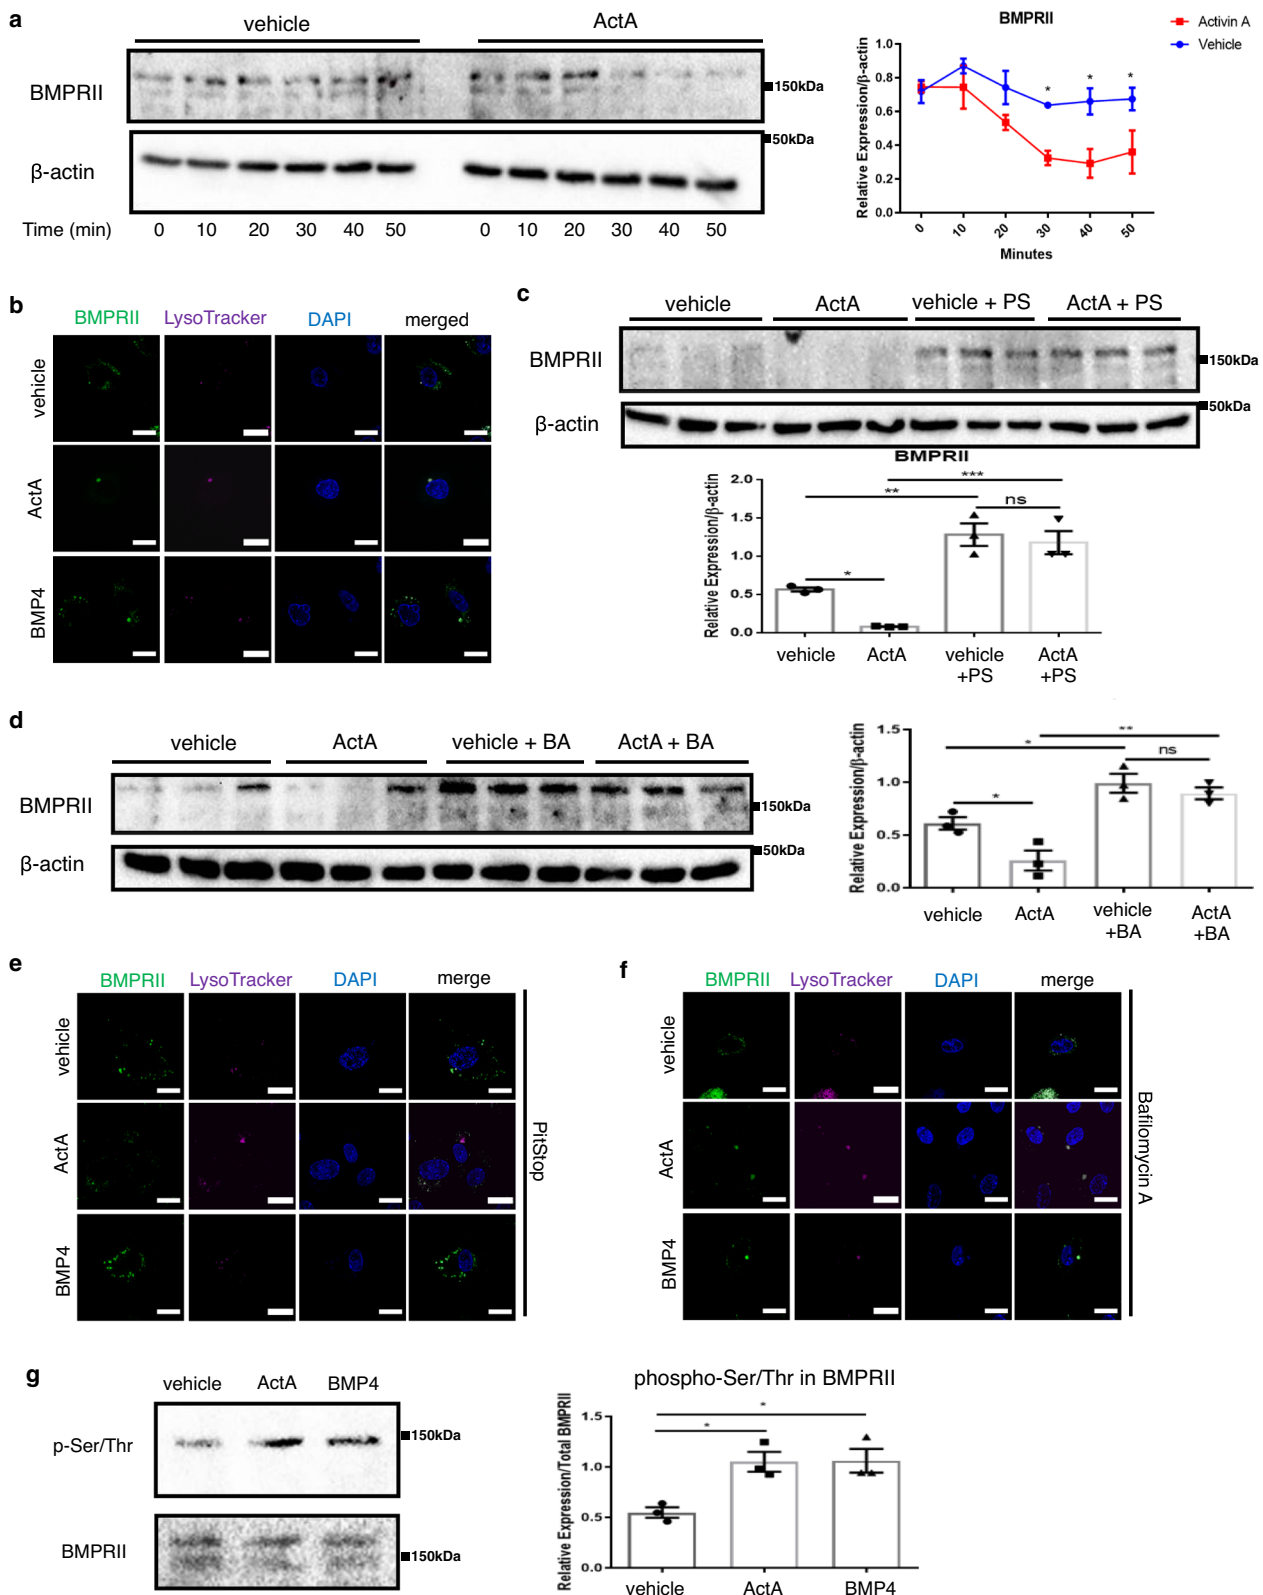 a
vehicle
ActA
BMPRII
150kDa
50kDa
β-actin
Time (min)
0 10 20 30 40 50
0 10 20 30 40 50
BMPRII
Activin A
Vehicle
Relative Expression/β-actin
1.0
0.8
0.6
0.4
0.2
0.0
* * *
0 10 20 30 40 50
Minutes
b
BMPRII LysoTracker DAPI merged
vehicle
ActA
BMP4
c
vehicle ActA vehicle + PS ActA + PS
BMPRII
150kDa
50kDa
β-actin
BMPRII
Relative Expression/β-actin
2.0
1.5
1.0
0.5
0.0
***
**
ns
*
vehicle ActA vehicle +PS ActA +PS
d
vehicle ActA vehicle + BA ActA + BA
BMPRII
150kDa
50kDa
β-actin
Relative Expression/β-actin
1.5
1.0
0.5
0.0
**
*
ns
*
vehicle ActA vehicle +BA ActA +BA
e
BMPRII LysoTracker DAPI merge
vehicle
ActA
BMP4
PitStop
f
BMPRII LysoTracker DAPI merge
vehicle
ActA
BMP4
Bafilomycin A
g
vehicle ActA BMP4
p-Ser/Thr
150kDa
BMPRII
150kDa
phospho-Ser/Thr in BMPRII
Relative Expression/Total BMPRII
1.5
1.0
0.5
0.0
*
*
vehicle ActA BMP4